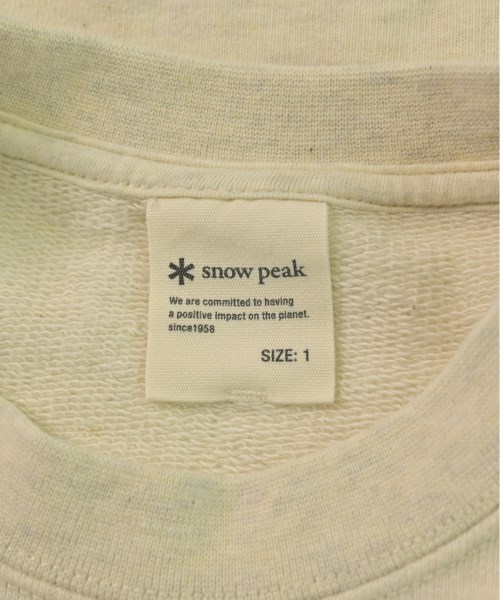 snow peak
We are committed to having
a positive impact on the planet.
since1958
SIZE: 1